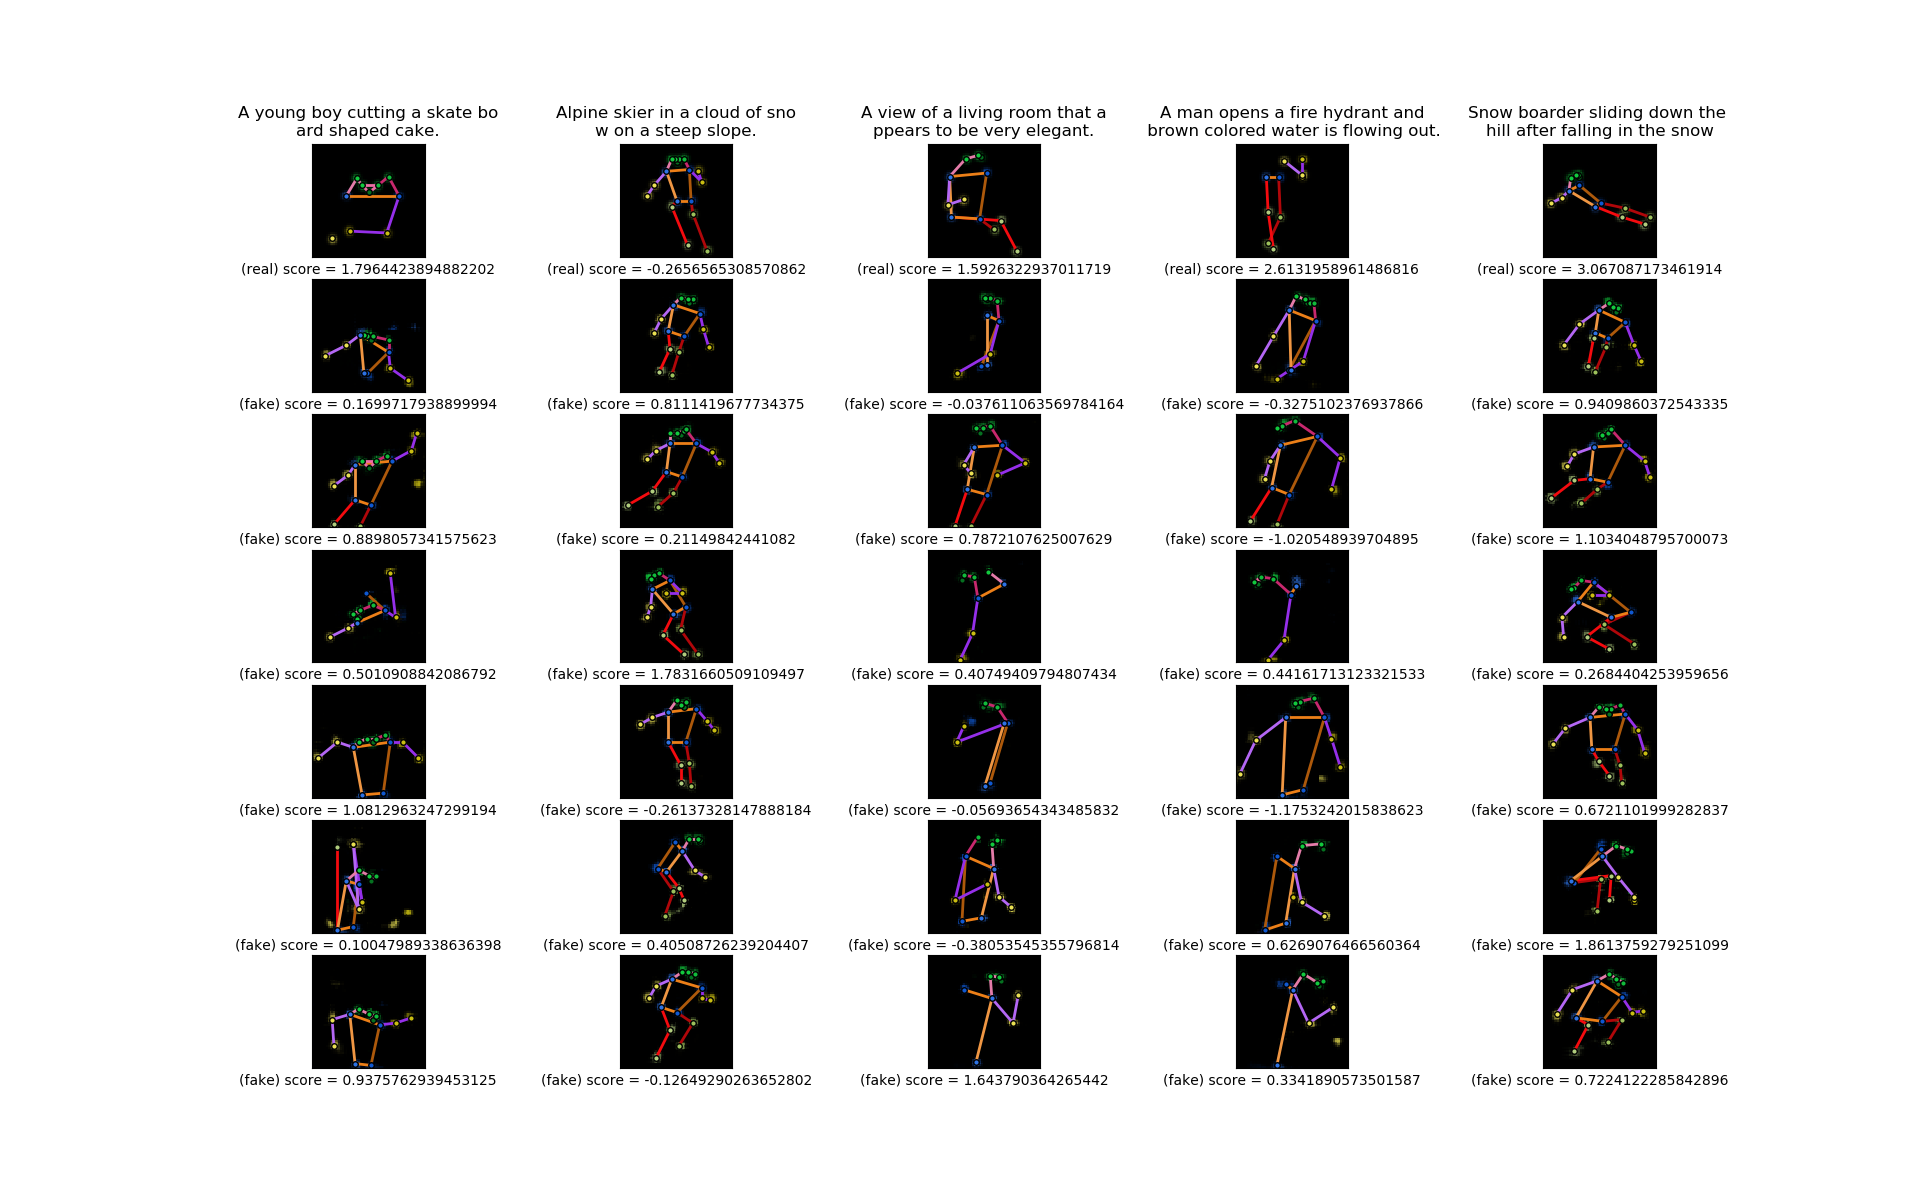 A young boy cutting a skate bo
ard shaped cake.
Alpine skier in a cloud of sno
w on a steep slope.
A view of a living room that a
ppears to be very elegant.
A man opens a fire hydrant and
brown colored water is flowing out.
Snow boarder sliding down the
hill after falling in the snow
(real) score = 1.7964423894882202
(real) score = -0.2656565308570862
(real) score = 1.5926322937011719
(real) score = 2.6131958961486816
(real) score = 3.067087173461914
(fake) score = 0.1699717938899994
(fake) score = 0.8111419677734375
(fake) score = -0.037611063569784164
(fake) score = -0.3275102376937866
(fake) score = 0.9409860372543335
(fake) score = 0.8898057341575623
(fake) score = 0.21149842441082
(fake) score = 0.7872107625007629
(fake) score = -1.020548939704895
(fake) score = 1.1034048795700073
(fake) score = 0.5010908842086792
(fake) score = 1.7831660509109497
(fake) score = 0.40749409794807434
(fake) score = 0.44161713123321533
(fake) score = 0.2684404253959656
(fake) score = 1.0812963247299194
(fake) score = -0.26137328147888184
(fake) score = -0.05693654343485832
(fake) score = -1.1753242015838623
(fake) score = 0.6721101999282837
(fake) score = 0.10047989338636398
(fake) score = 0.40508726239204407
(fake) score = -0.38053545355796814
(fake) score = 0.6269076466560364
(fake) score = 1.8613759279251099
(fake) score = 0.9375762939453125
(fake) score = -0.12649290263652802
(fake) score = 1.643790364265442
(fake) score = 0.3341890573501587
(fake) score = 0.7224122285842896